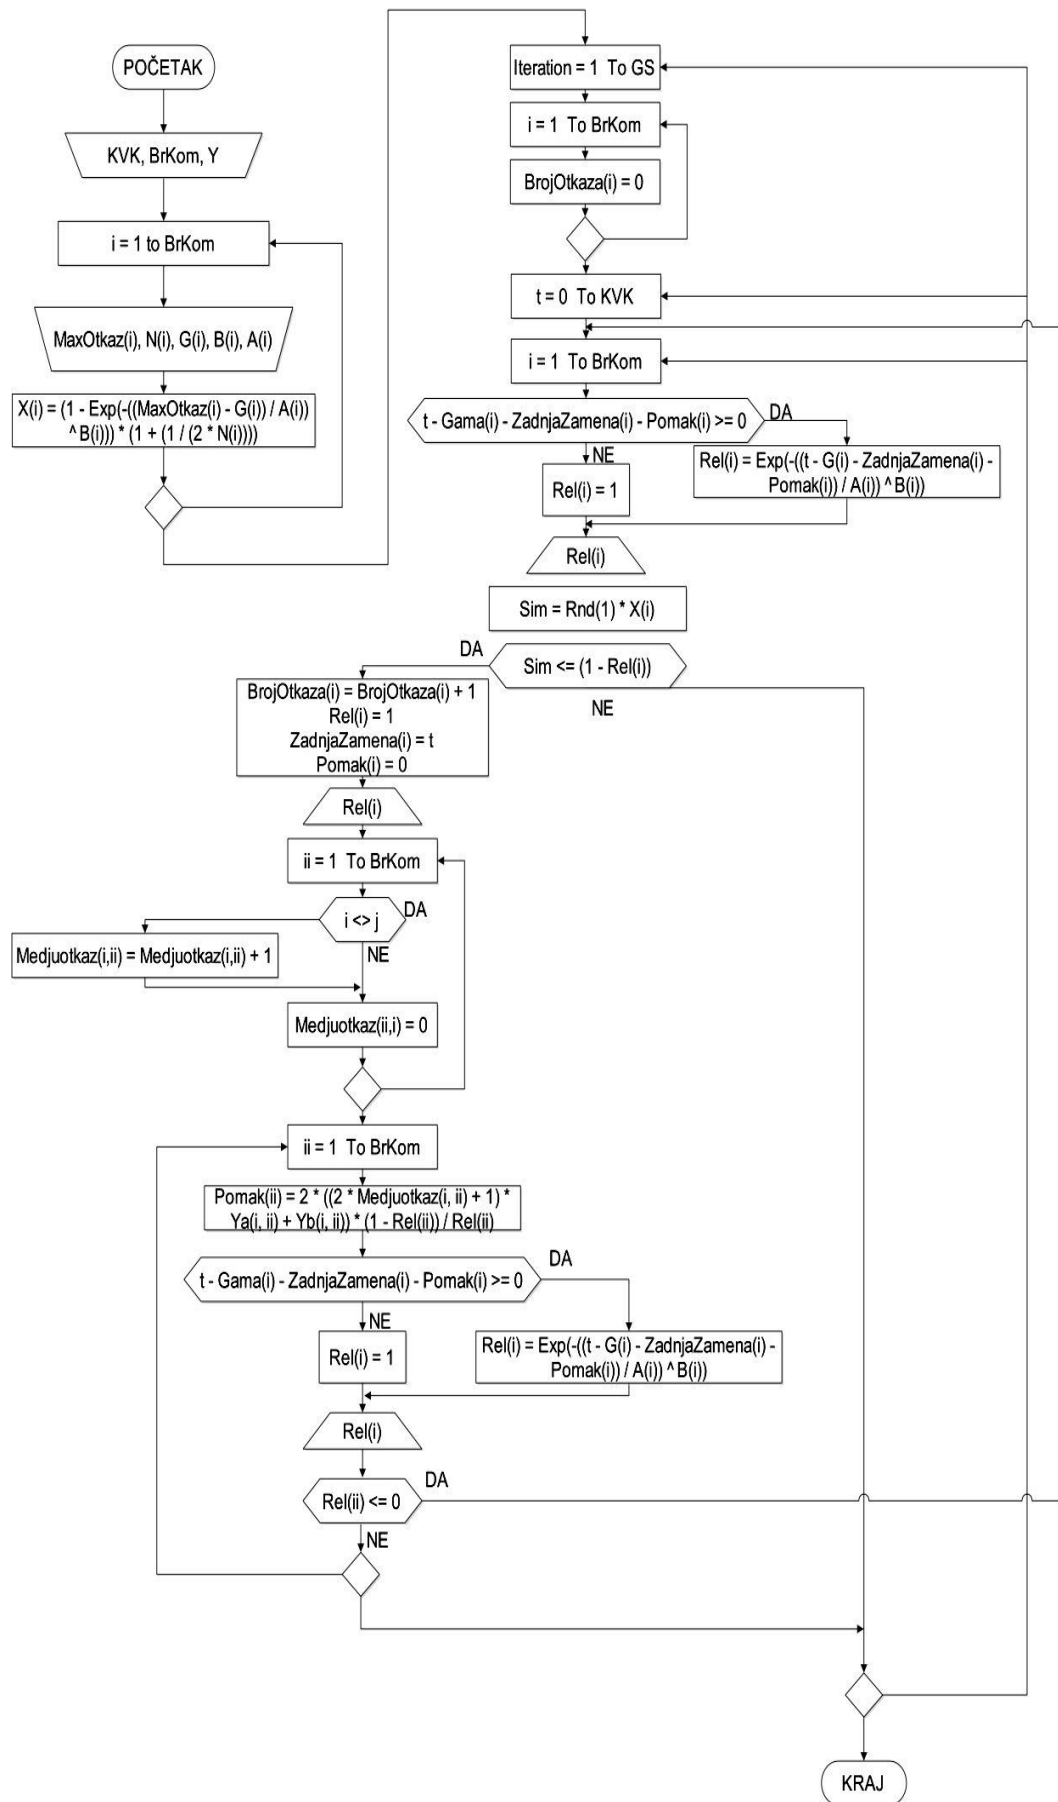 POČETAK
KVK, BrKom, Y
i = 1 to BrKom
MaxOtkaz(i), N(i), G(i), B(i), A(i)
X(i) = (1 - Exp(-((MaxOtkaz(i) - G(i)) / A(i))
^ B(i))) * (1 + (1 / (2 * N(i))))
Iteration = 1 To GS
i = 1 To BrKom
BrojOtkaza(i) = 0
t = 0 To KVK
i = 1 To BrKom
t - Gama(i) - ZadnjaZamena(i) - Pomak(i) >= 0
DA
NE
Rel(i) = 1
Rel(i) = Exp(-((t - G(i) - ZadnjaZamena(i) -
Pomak(i)) / A(i)) ^ B(i))
Rel(i)
Sim = Rnd(1) * X(i)
Sim <= (1 - Rel(i))
DA
NE
BrojOtkaza(i) = BrojOtkaza(i) + 1
Rel(i) = 1
ZadnjaZamena(i) = t
Pomak(i) = 0
Rel(i)
ii = 1 To BrKom
i <> j
DA
NE
Medjuotkaz(i,ii) = Medjuotkaz(i,ii) + 1
Medjuotkaz(ii,i) = 0
ii = 1 To BrKom
Pomak(ii) = 2 * ((2 * Medjuotkaz(i, ii) + 1) *
Ya(i, ii) + Yb(i, ii)) * (1 - Rel(ii)) / Rel(ii)
t - Gama(i) - ZadnjaZamena(i) - Pomak(i) >= 0
DA
NE
Rel(i) = 1
Rel(i) = Exp(-((t - G(i) - ZadnjaZamena(i) -
Pomak(i)) / A(i)) ^ B(i))
Rel(i)
Rel(ii) <= 0
DA
NE
KRAJ